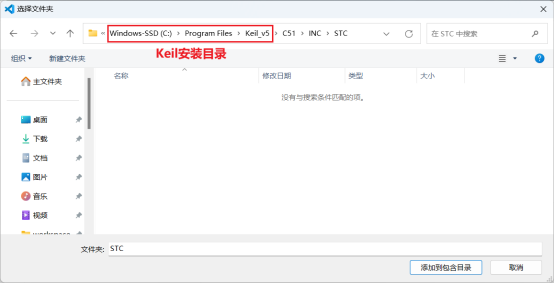 选择文件夹
Windows-SSD (C:) › Program Files › Keil_v5 › C51 › INC › STC
在 STC 中搜索
Keil安装目录
组织 新建文件夹
名称 修改日期 类型 大小
主文件夹
没有与搜索条件匹配的项。
桌面
下载
文档
图片
音乐
视频
workspace
文件夹: STC
添加到包含目录 取消